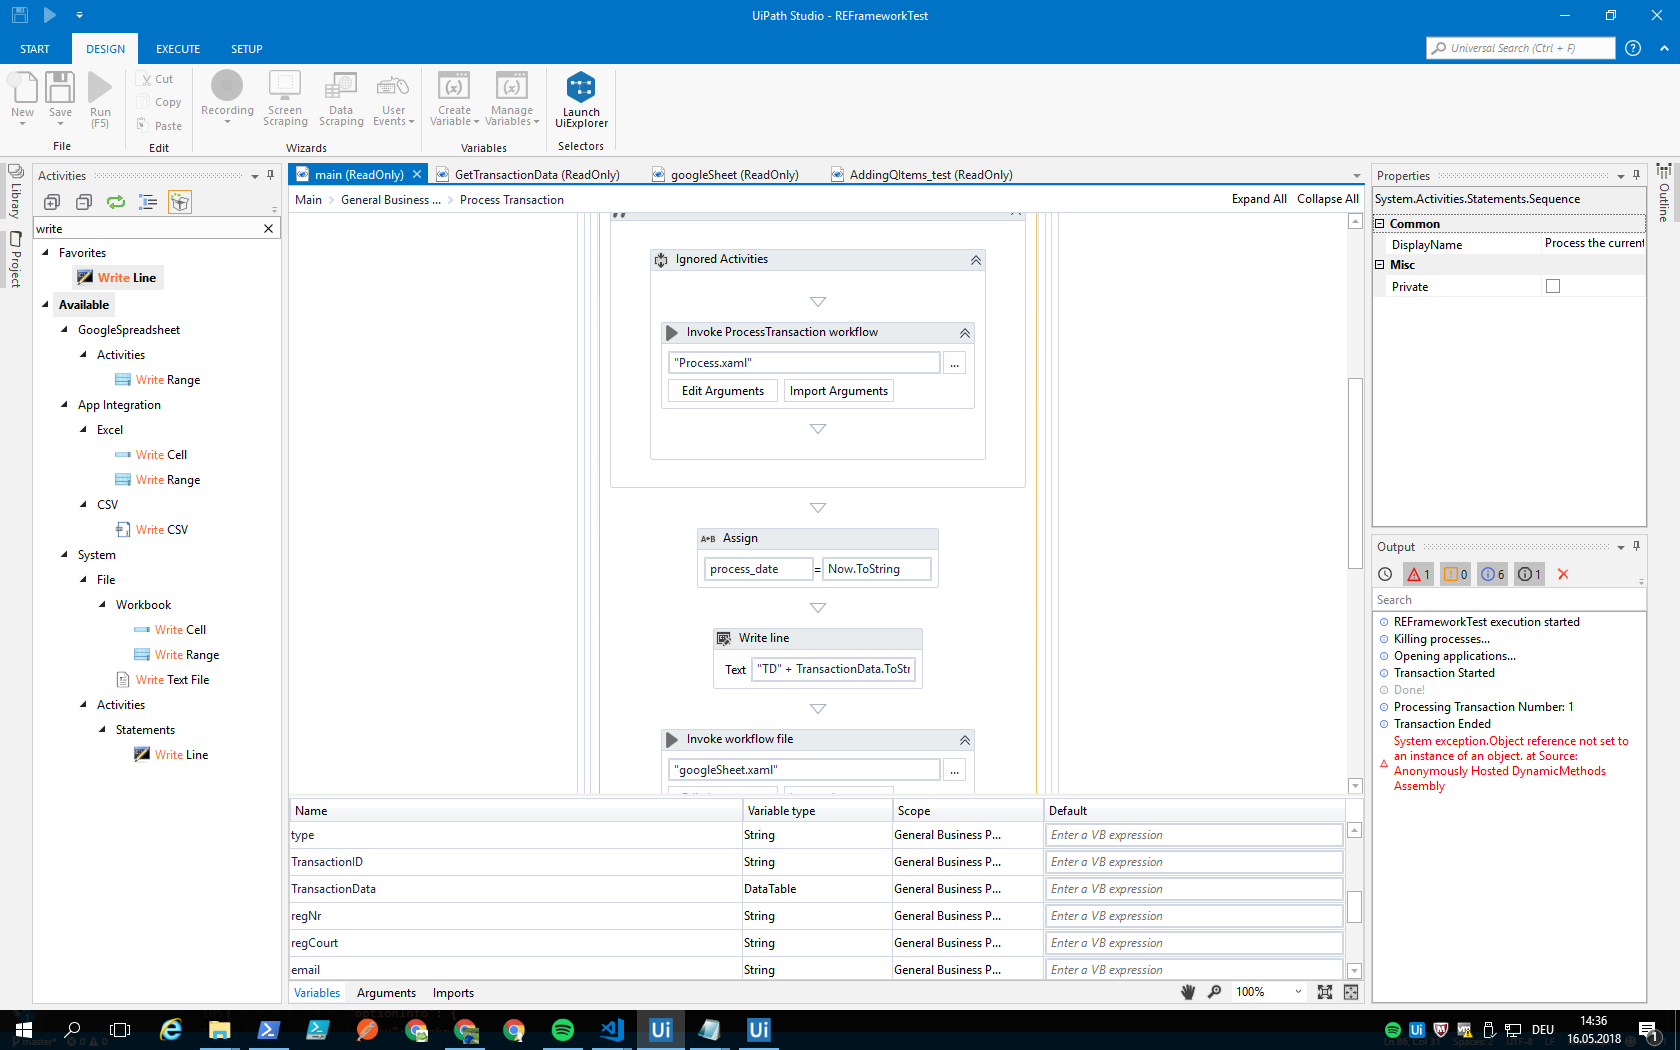 UiPath Studio - REFrameworkTest
START DESIGN EXECUTE SETUP
Universal Search (Ctrl + F)
New
Save
Run
(F5)
File
Cut
Copy
Paste
Edit
Recording
Screen
Scraping
Data
Scraping
User
Events
Wizards
Create
Variable
Manage
Variables
Variables
Launch
UiExplorer
Selectors
Library
Project
Activities
write
Favorites
Write Line
Available
GoogleSpreadsheet
Activities
Write Range
App Integration
Excel
Write Cell
Write Range
CSV
Write CSV
System
File
Workbook
Write Cell
Write Range
Write Text File
Activities
Statements
Write Line
main (ReadOnly) GetTransactionData (ReadOnly) googleSheet (ReadOnly) AddingQItems_test (ReadOnly)
Main General Business ... Process Transaction
Expand All Collapse All
Ignored Activities
Invoke ProcessTransaction workflow
"Process.xaml" ...
Edit Arguments Import Arguments
A+B Assign
process_date = Now.ToString
Write line
Text "TD" + TransactionData.ToStr
Invoke workflow file
"googleSheet.xaml" ...
Name Variable type Scope Default
type String General Business P... Enter a VB expression
TransactionID String General Business P... Enter a VB expression
TransactionData DataTable General Business P... Enter a VB expression
regNr String General Business P... Enter a VB expression
regCourt String General Business P... Enter a VB expression
email String General Business P... Enter a VB expression
Variables Arguments Imports
100%
Properties
System.Activities.Statements.Sequence
Common
DisplayName Process the current
Misc
Private
Outline
Output
1 0 6 1
Search
REFrameworkTest execution started
Killing processes...
Opening applications...
Transaction Started
Done!
Processing Transaction Number: 1
Transaction Ended
System exception.Object reference not set to
an instance of an object. at Source:
Anonymously Hosted DynamicMethods
Assembly
Ui Ui
Ui DEU
14:36
16.05.2018
1